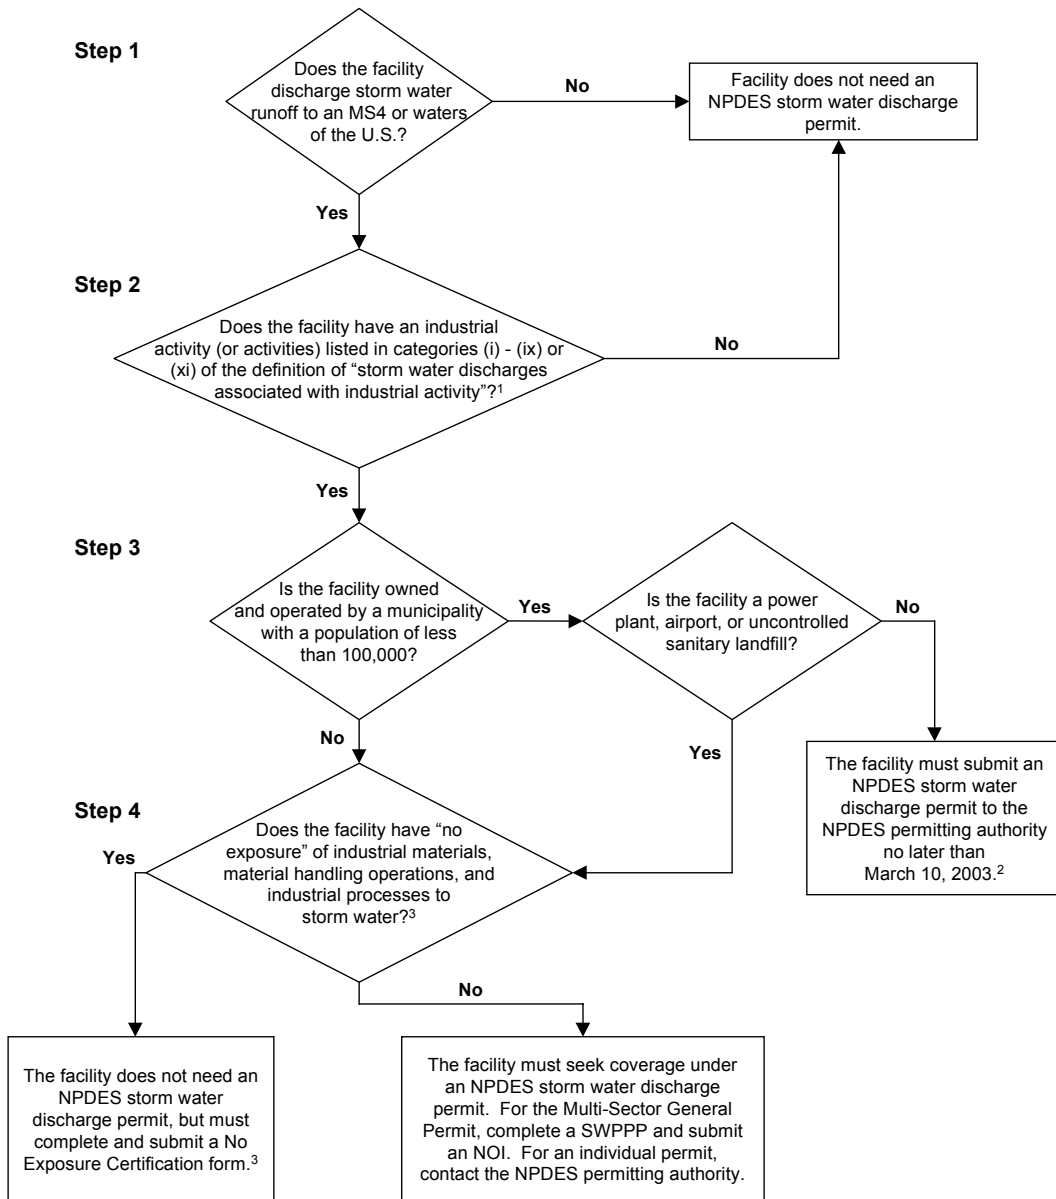 Step 1
Does the facility
discharge storm water
runoff to an MS4 or waters
of the U.S.?
No
Facility does not need an
NPDES storm water discharge
permit.
Yes
Step 2
Does the facility have an industrial
activity (or activities) listed in categories (i) - (ix) or
(xi) of the definition of “storm water discharges
associated with industrial activity”?¹
No
Yes
Step 3
Is the facility owned
and operated by a municipality
with a population of less
than 100,000?
Yes
Is the facility a power
plant, airport, or uncontrolled
sanitary landfill?
No
No
Yes
The facility must submit an
NPDES storm water
discharge permit to the
NPDES permitting authority
no later than
March 10, 2003.²
Step 4
Does the facility have “no
exposure” of industrial materials,
material handling operations, and
industrial processes to
storm water?³
Yes
No
The facility does not need an
NPDES storm water
discharge permit, but must
complete and submit a No
Exposure Certification form.³
The facility must seek coverage under
an NPDES storm water discharge
permit. For the Multi-Sector General
Permit, complete a SWPPP and submit
an NOI. For an individual permit,
contact the NPDES permitting authority.